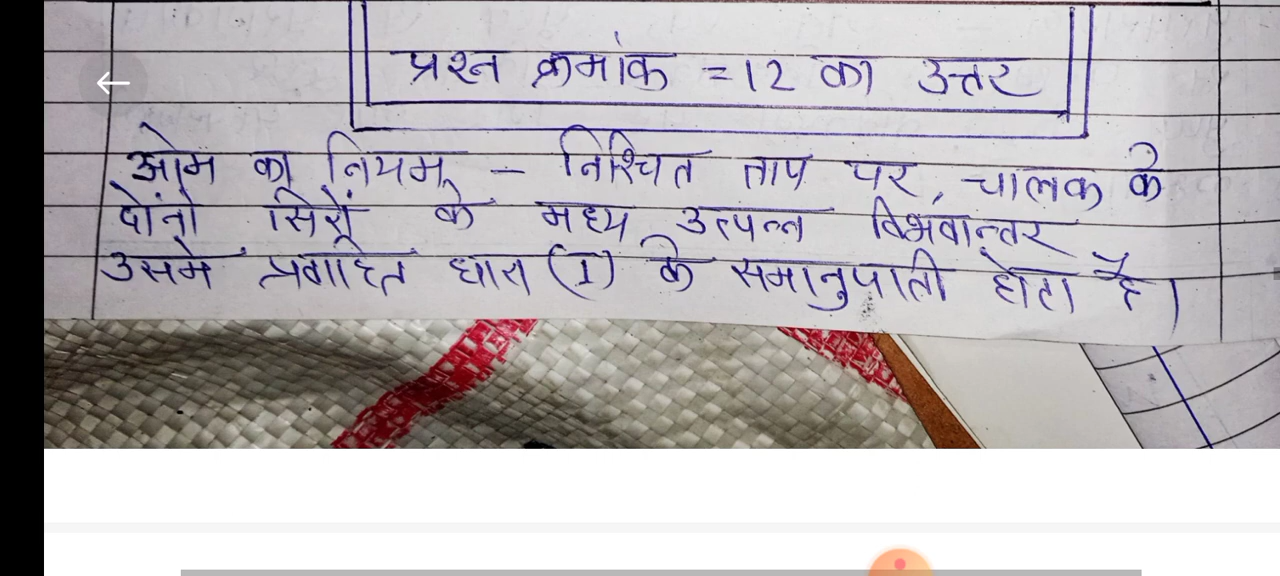 प्रश्न क्रमांक = 12 का उत्तर
ओम का नियम - निश्चित ताप पर, चालक के
दोंनो सिरों के मध्य उत्पन्न विभवान्तर
उसमे प्रवाहित धारा (I) के समानुपाती होता है।